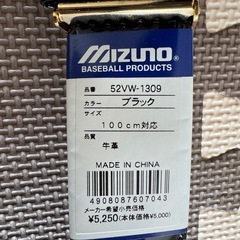 MIZUNO
BASEBALL PRODUCTS
品番
52VW-1309
カラー
ブラック
サイズ
100cm対応
品質
牛革
MADE IN CHINA
4908087607043
メーカー希望小売価格
¥5,250(本体価格¥5,000)